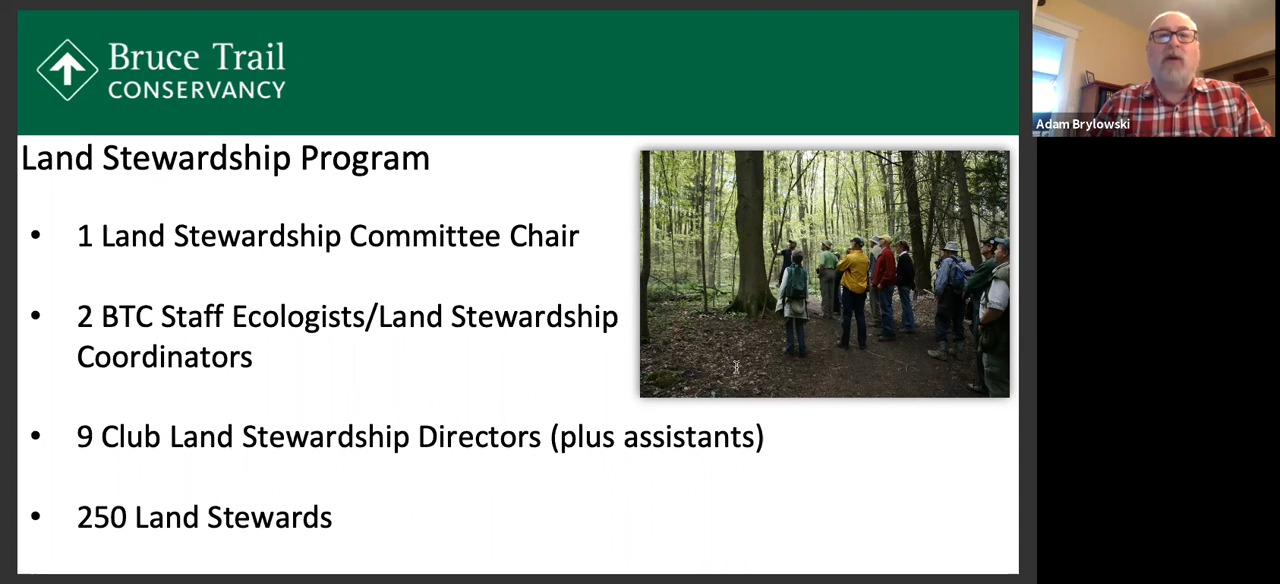 Bruce Trail
CONSERVANCY
Adam Brylowski
Land Stewardship Program
• 1 Land Stewardship Committee Chair
• 2 BTC Staff Ecologists/Land Stewardship
Coordinators
• 9 Club Land Stewardship Directors (plus assistants)
• 250 Land Stewards